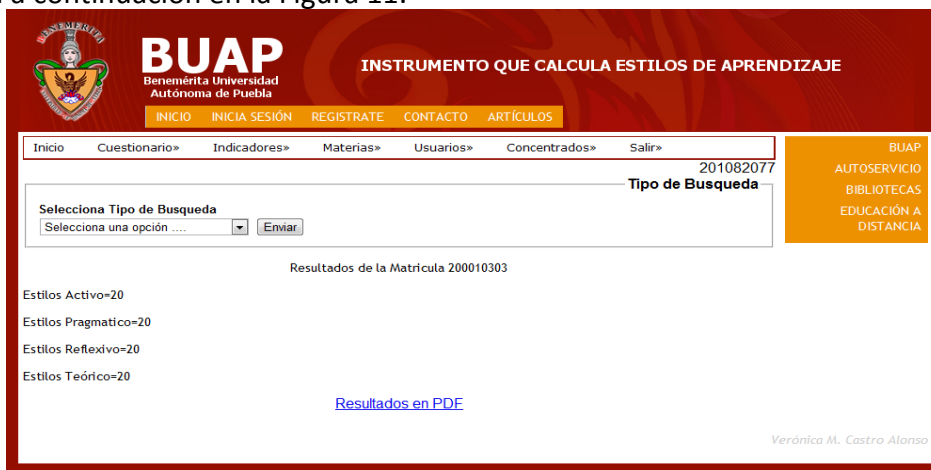 a continuación en la Figura 11.
BENEMERITA
BUAP
Benemérita Universidad
Autónoma de Puebla
INSTRUMENTO QUE CALCULA ESTILOS DE APRENDIZAJE
INICIO INICIA SESIÓN REGISTRATE CONTACTO ARTÍCULOS
Inicio Cuestionario» Indicadores» Materias» Usuarios» Concentrados» Salir»
BUAP
AUTOSERVICIO
BIBLIOTECAS
EDUCACIÓN A
DISTANCIA
201082077
Tipo de Busqueda
Selecciona Tipo de Busqueda
Selecciona una opción .... Enviar
Resultados de la Matricula 200010303
Estilos Activo=20
Estilos Pragmatico=20
Estilos Reflexivo=20
Estilos Teórico=20
Resultados en PDF
Verónica M. Castro Alonso